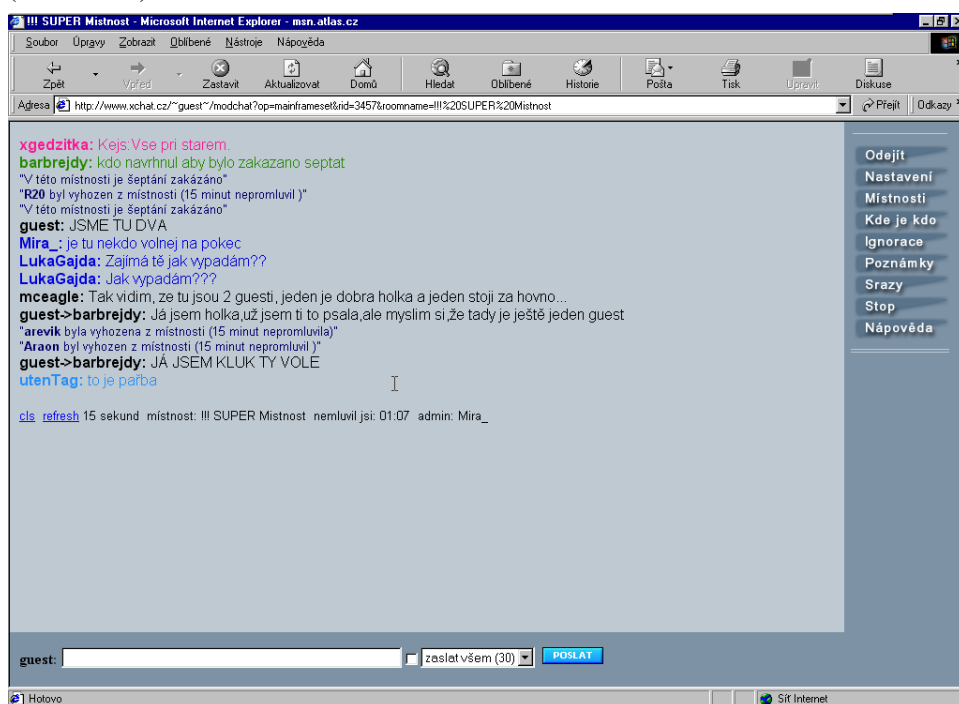 !!! SUPER Mistnost - Microsoft Internet Explorer - msn.atlas.cz
Soubor Úpravy Zobrazit Oblíbené Nástroje Nápověda
Zpět Vpřed Zastavit Aktualizovat Domů Hledat Oblíbené Historie Pošta Tisk Upravit Diskuse
Adresa http://www.xchat.cz/~guest~/modchat?op=mainframeset&rid=3457&roomname=!!!%20SUPER%20Mistnost Přejít Odkazy
xgedzitka: Kejs:Vse pri starem.
barbrejdy: kdo navrhnul aby bylo zakazano septat
"V této místnosti je šeptání zakázáno"
"R20 byl vyhozen z místnosti (15 minut nepromluvil )"
"V této místnosti je šeptání zakázáno"
guest: JSME TU DVA
Mira_: je tu nekdo volnej na pokec
LukaGajda: Zajímá tě jak vypadám??
LukaGajda: Jak vypadám???
mceagle: Tak vidim, ze tu jsou 2 guesti, jeden je dobra holka a jeden stoji za hovno...
guest->barbrejdy: Já jsem holka,už jsem ti to psala,ale myslim si,že tady je ještě jeden guest
"arevik byla vyhozena z místnosti (15 minut nepromluvila)"
"Araon byl vyhozen z místnosti (15 minut nepromluvil )"
guest->barbrejdy: JÁ JSEM KLUK TY VOLE
utenTag: to je pařba
cls refresh 15 sekund místnost: !!! SUPER Mistnost nemluvil jsi: 01:07 admin: Mira_
Odejít
Nastavení
Místnosti
Kde je kdo
Ignorace
Poznámky
Srazy
Stop
Nápověda
guest: zaslat všem (30) POSLAT
Hotovo Síť Internet